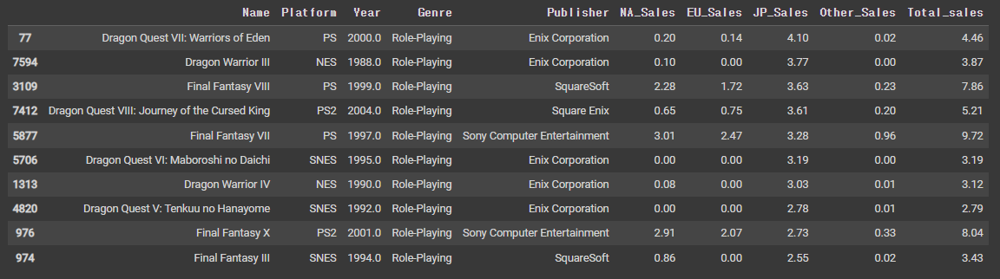 Name Platform Year Genre Publisher NA_Sales EU_Sales JP_Sales Other_Sales Total_sales
77 Dragon Quest VII: Warriors of Eden PS 2000.0 Role-Playing Enix Corporation 0.20 0.14 4.10 0.02 4.46
7594 Dragon Warrior III NES 1988.0 Role-Playing Enix Corporation 0.10 0.00 3.77 0.00 3.87
3109 Final Fantasy VIII PS 1999.0 Role-Playing SquareSoft 2.28 1.72 3.63 0.23 7.86
7412 Dragon Quest VIII: Journey of the Cursed King PS2 2004.0 Role-Playing Square Enix 0.65 0.75 3.61 0.20 5.21
5877 Final Fantasy VII PS 1997.0 Role-Playing Sony Computer Entertainment 3.01 2.47 3.28 0.96 9.72
5706 Dragon Quest VI: Maboroshi no Daichi SNES 1995.0 Role-Playing Enix Corporation 0.00 0.00 3.19 0.00 3.19
1313 Dragon Warrior IV NES 1990.0 Role-Playing Enix Corporation 0.08 0.00 3.03 0.01 3.12
4820 Dragon Quest V: Tenkuu no Hanayome SNES 1992.0 Role-Playing Enix Corporation 0.00 0.00 2.78 0.01 2.79
976 Final Fantasy X PS2 2001.0 Role-Playing Sony Computer Entertainment 2.91 2.07 2.73 0.33 8.04
974 Final Fantasy III SNES 1994.0 Role-Playing SquareSoft 0.86 0.00 2.55 0.02 3.43